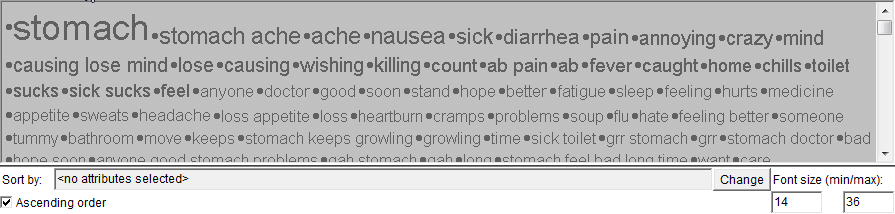 •stomach•stomach ache•ache•nausea•sick•diarrhea•pain•annoying•crazy•mind
•causing lose mind•lose•causing•wishing•killing•count•ab pain•ab•fever•caught•home•chills•toilet
•sucks•sick sucks•feel•anyone•doctor•good•soon•stand•hope•better•fatigue•sleep•feeling•hurts•medicine
•appetite•sweats•headache•loss appetite•loss•heartburn•cramps•problems•soup•flu•hate•feeling better•someone
•tummy•bathroom•move•keeps•stomach keeps growling•growling•time•sick toilet•grr stomach•grr•stomach doctor•bad
hope soon•anyone good stomach problems•gah stomach•gah•long•stomach feel bad long time•want•care
Sort by: <no attributes selected> Change Font size (min/max):
Ascending order 14 36